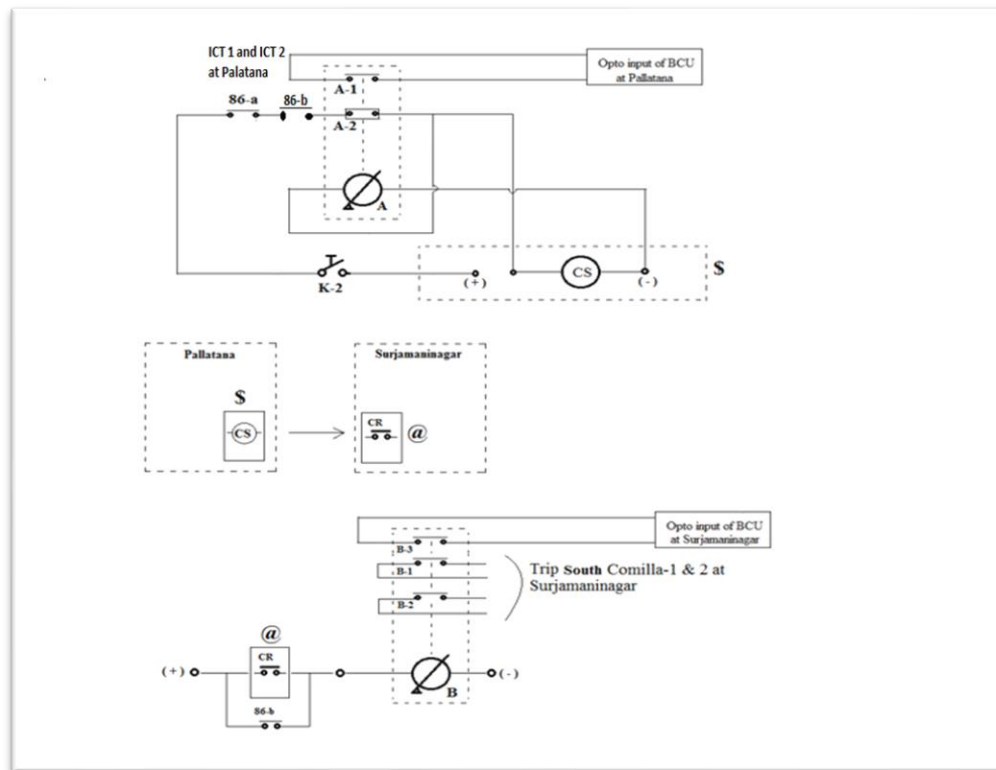 ICT 1 and ICT 2
at Palatana
Opto input of BCU
at Pallatana
A-1
86-a
86-b
A-2
A
K-2
(+)
CS
(-)
$
Pallatana
Surjamaninagar
$
CS
CR
@
Opto input of BCU
at Surjamaninagar
B-3
B-1
B-2
Trip South Comilla-1 & 2 at
Surjamaninagar
@
CR
(+)
(-)
B
86-b